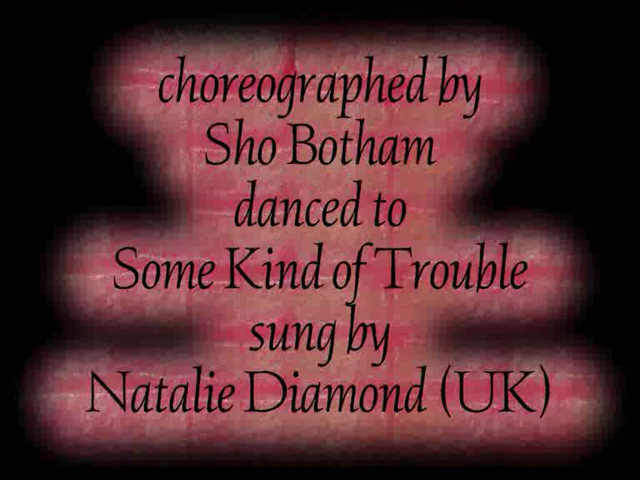 choreographed by
Sho Botham
danced to
Some Kind of Trouble
sung by
Natalie Diamond (UK)